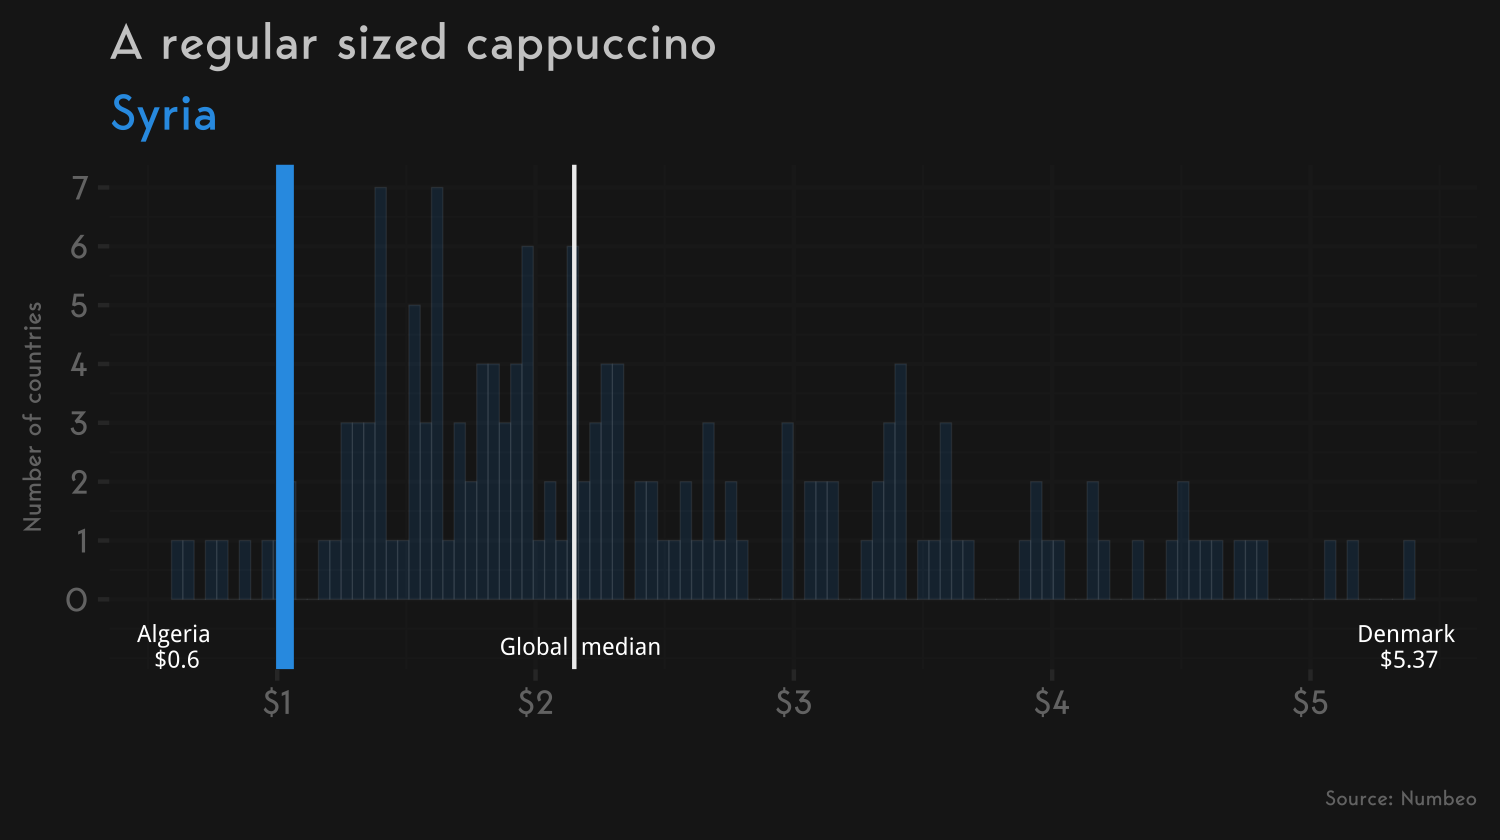 A regular sized cappuccino
Syria
Number of countries
7
6
5
4
3
2
1
0
Algeria
$0.6
Global median
Denmark
$5.37
$1 $2 $3 $4 $5
Source: Numbeo